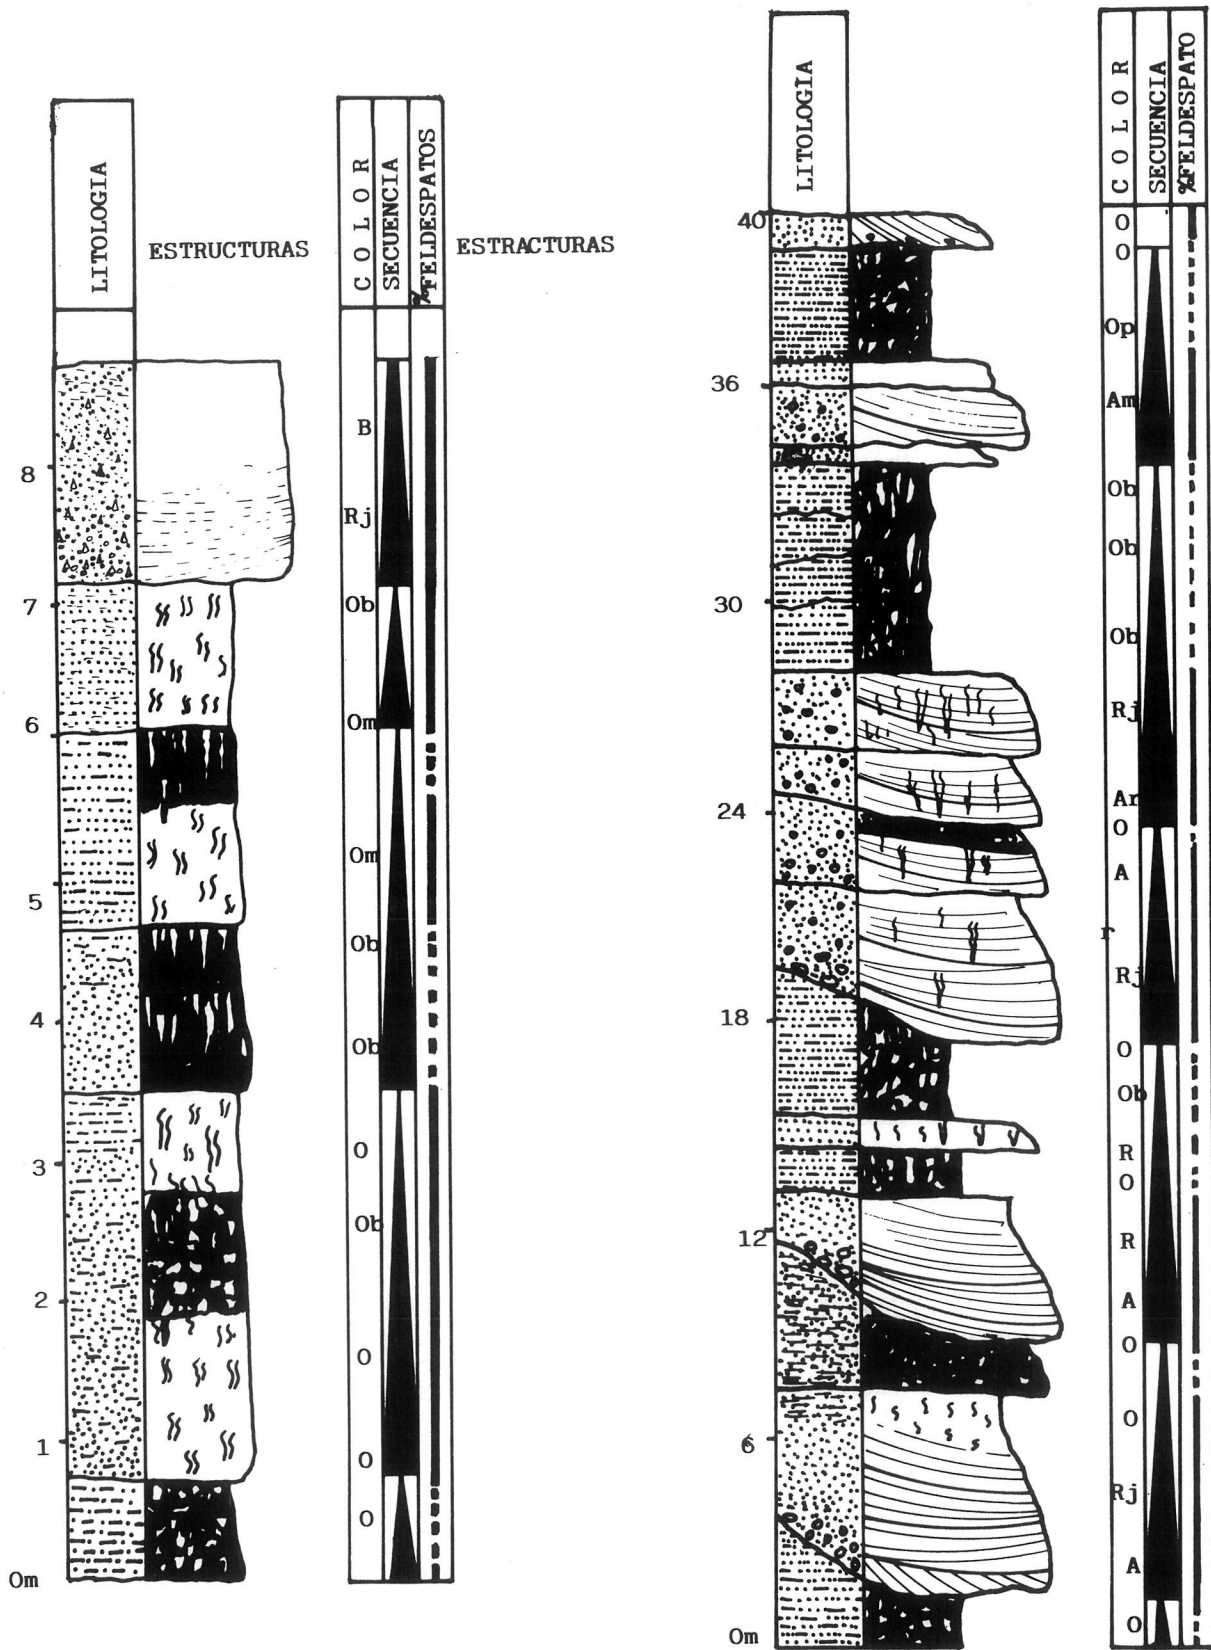 LITOLOGIA
ESTRUCTURAS
C O L O R
SECUENCIA
%FELDESPATOS
ESTRACTURAS
8
7
6
5
4
3
2
1
Om
B
Rj
Ob
Om
Om
Ob
Ob
O
Ob
O
O
O
LITOLOGIA
C O L O R
SECUENCIA
%FELDESPATO
40
36
30
24
18
12
6
Om
O
O
Op
Am
Ob
Ob
Ob
Rj
Ar
O
A
r
Rj
O
Ob
R
O
R
A
O
O
Rj
A
O